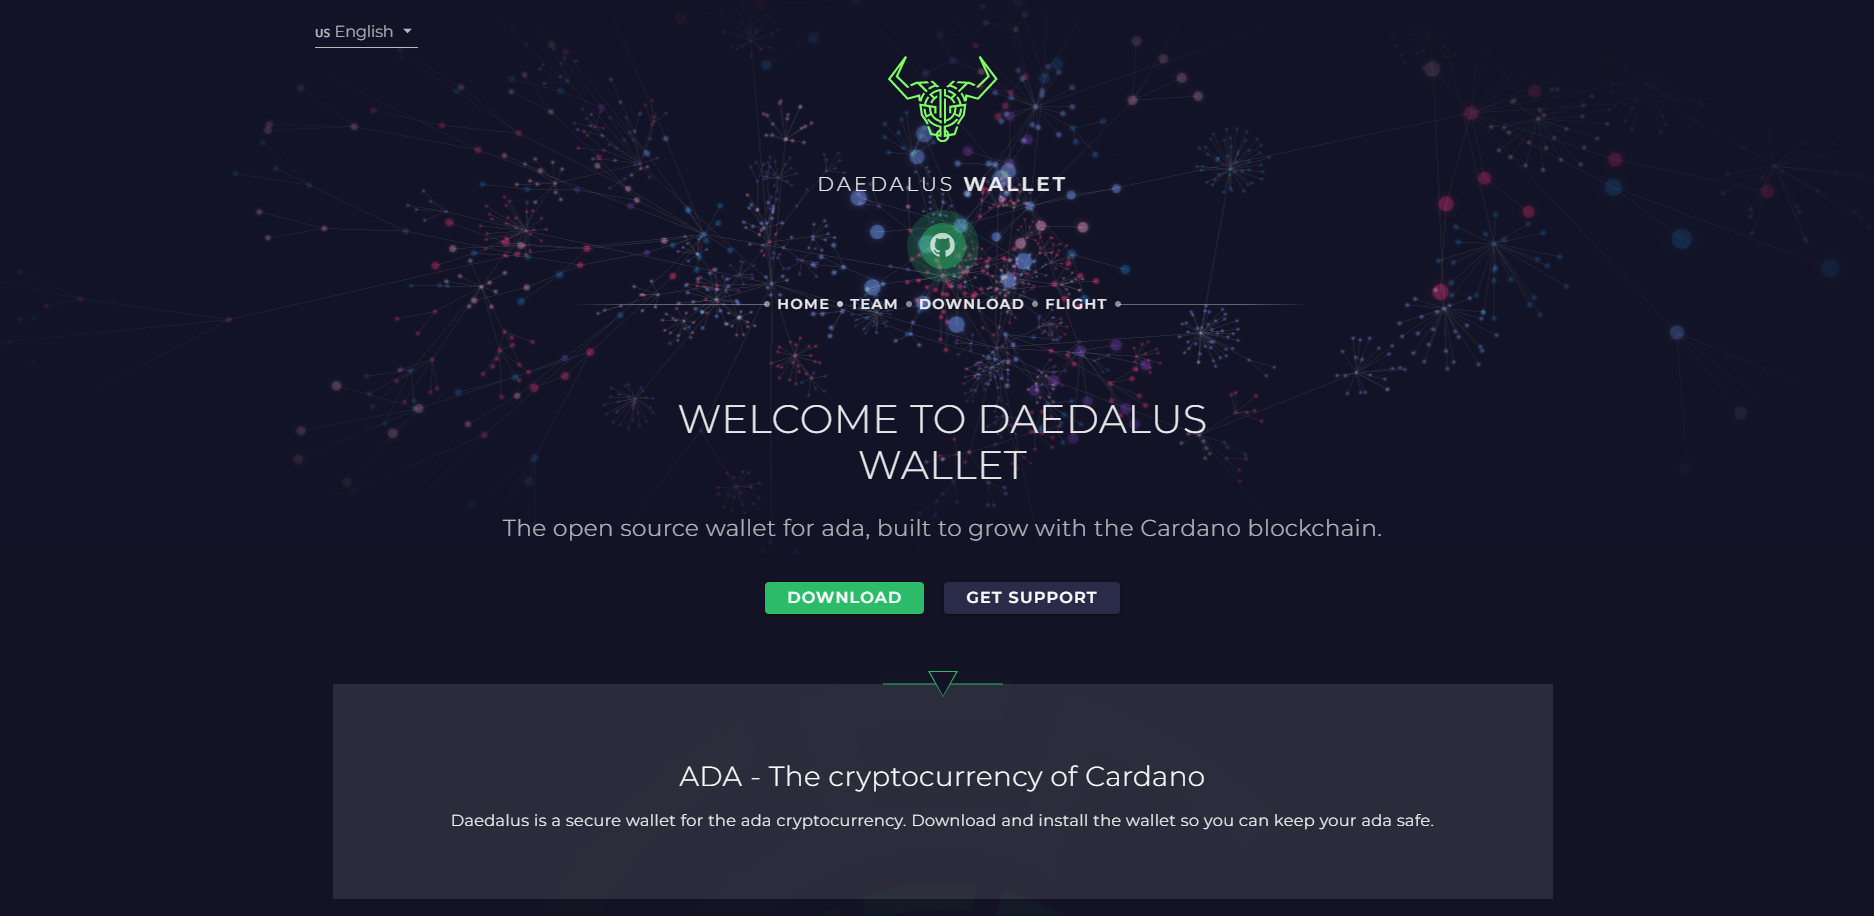 US English
DAEDALUS WALLET
HOME TEAM DOWNLOAD FLIGHT
WELCOME TO DAEDALUS
WALLET
The open source wallet for ada, built to grow with the Cardano blockchain.
DOWNLOAD GET SUPPORT
ADA - The cryptocurrency of Cardano
Daedalus is a secure wallet for the ada cryptocurrency. Download and install the wallet so you can keep your ada safe.